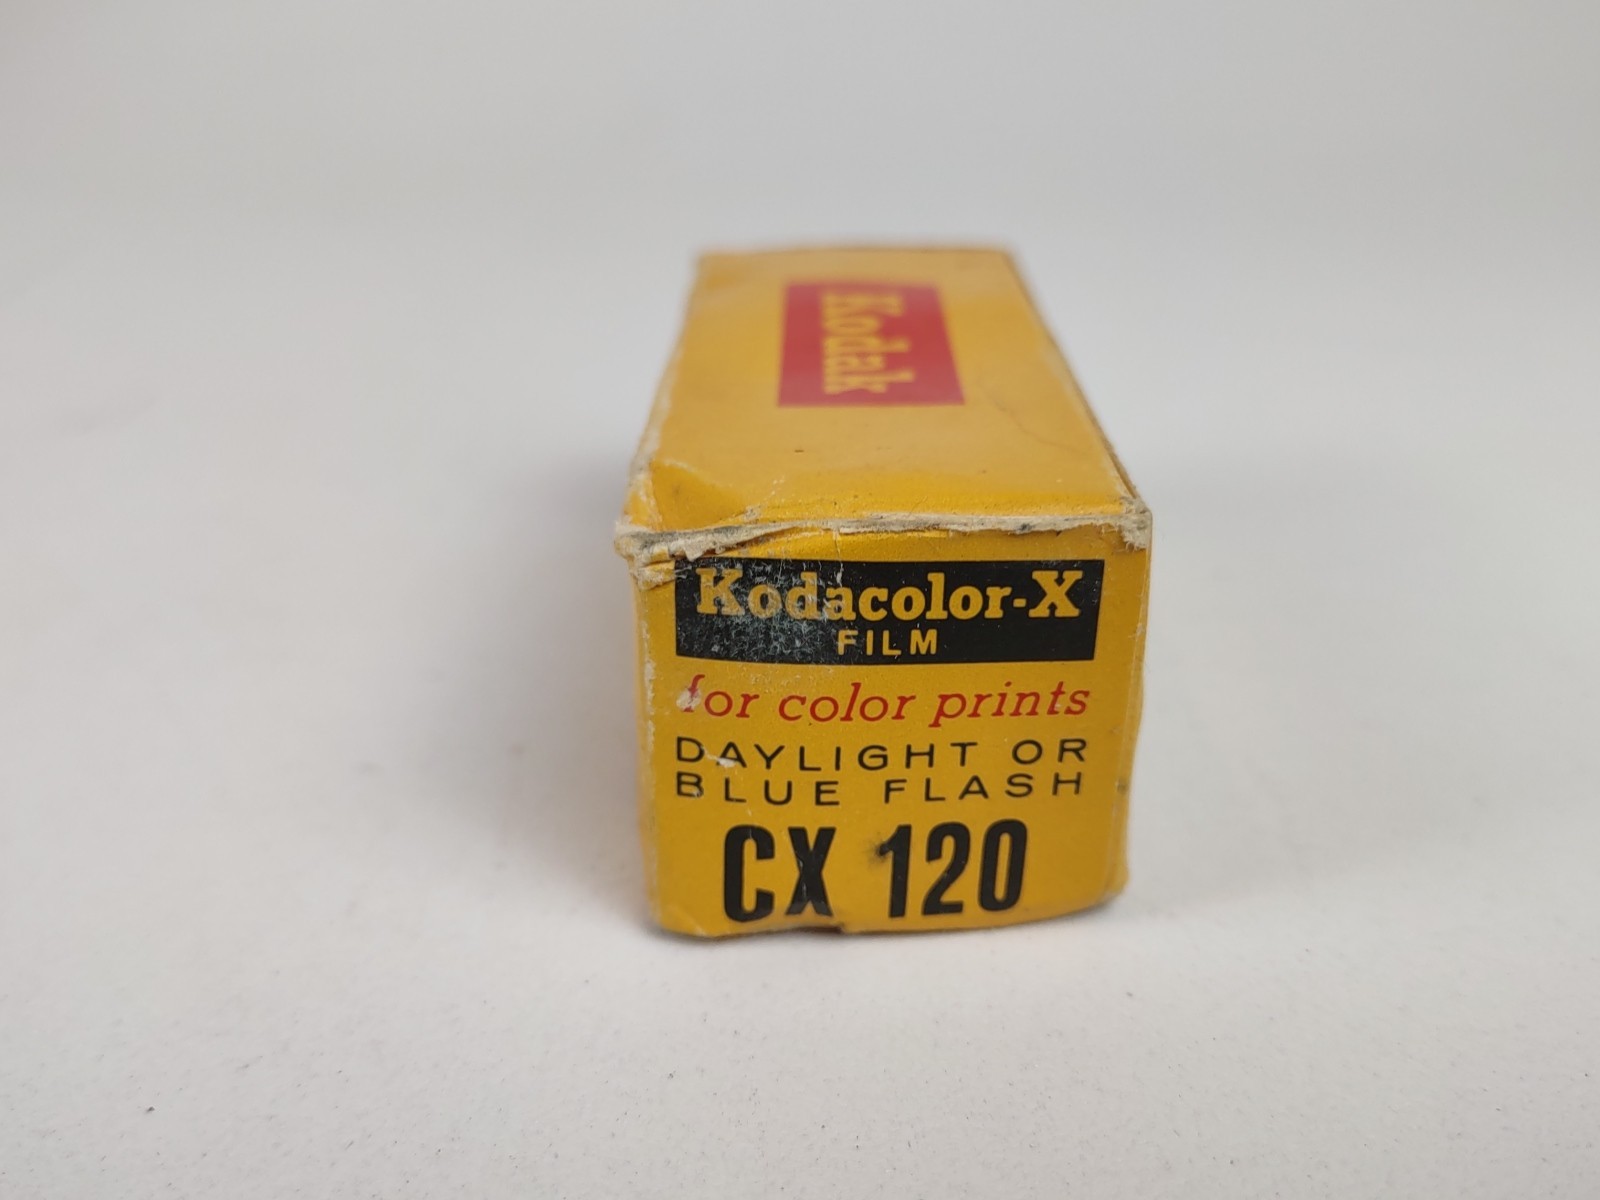 Kodak
Kodacolor-X
FILM
for color prints
DAYLIGHT OR
BLUE FLASH
CX 120